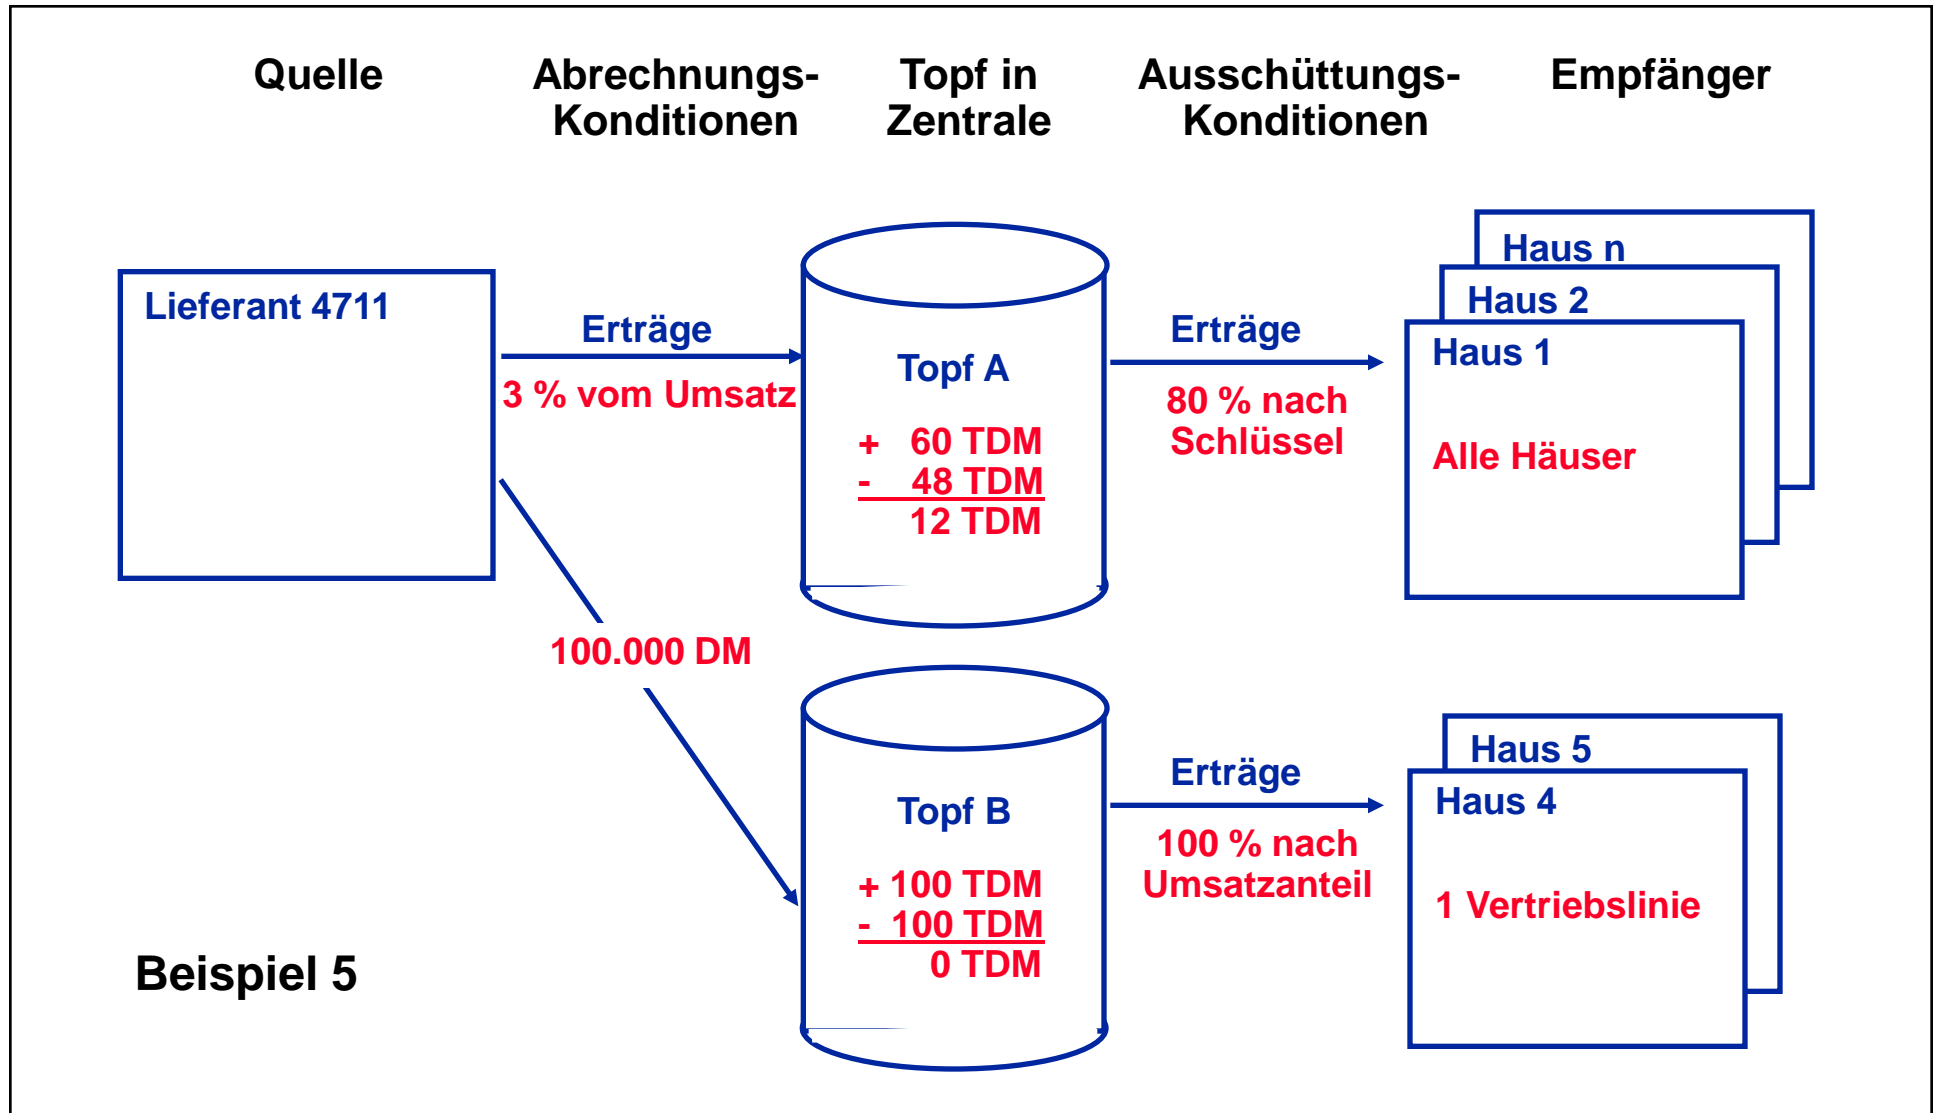 Quelle
Abrechnungs-
Konditionen
Topf in
Zentrale
Ausschüttungs-
Konditionen
Empfänger
Lieferant 4711
Erträge
3 % vom Umsatz
Topf A
+ 60 TDM
- 48 TDM
12 TDM
Erträge
80 % nach
Schlüssel
Haus n
Haus 2
Haus 1
Alle Häuser
100.000 DM
Topf B
+ 100 TDM
- 100 TDM
0 TDM
Erträge
100 % nach
Umsatzanteil
Haus 5
Haus 4
1 Vertriebslinie
Beispiel 5